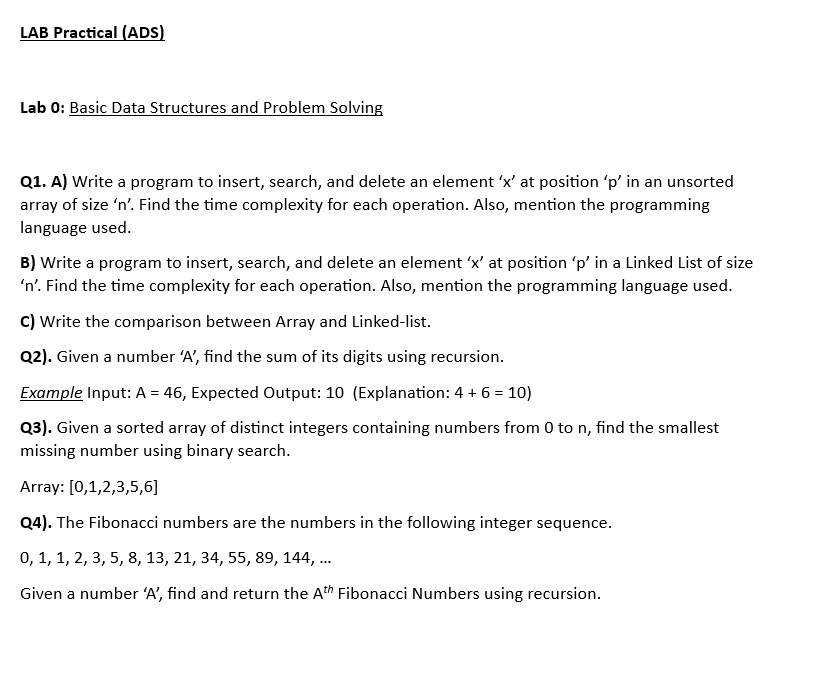 LAB Practical (ADS)
Lab 0: Basic Data Structures and Problem Solving
Q1. A) Write a program to insert, search, and delete an element ‘x’ at position ‘p’ in an unsorted
array of size ‘n’. Find the time complexity for each operation. Also, mention the programming
language used.
B) Write a program to insert, search, and delete an element ‘x’ at position ‘p’ in a Linked List of size
‘n’. Find the time complexity for each operation. Also, mention the programming language used.
C) Write the comparison between Array and Linked-list.
Q2). Given a number ‘A’, find the sum of its digits using recursion.
Example Input: A = 46, Expected Output: 10  (Explanation: 4 + 6 = 10)
Q3). Given a sorted array of distinct integers containing numbers from 0 to n, find the smallest
missing number using binary search.
Array: [0,1,2,3,5,6]
Q4). The Fibonacci numbers are the numbers in the following integer sequence.
0, 1, 1, 2, 3, 5, 8, 13, 21, 34, 55, 89, 144, ...
Given a number ‘A’, find and return the Ath Fibonacci Numbers using recursion.